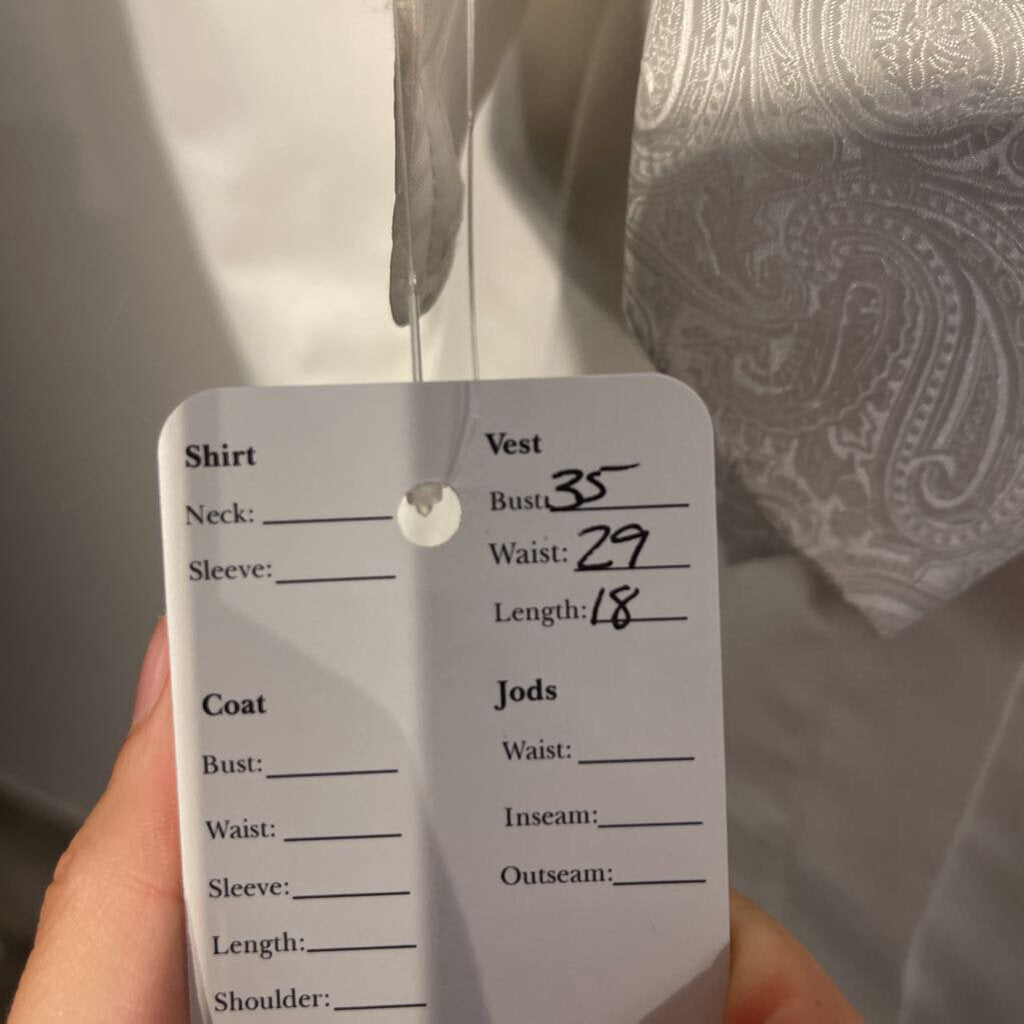 Shirt
Neck:
Sleeve:
Vest
Bust: 35
Waist: 29
Length: 18
Coat
Bust:
Waist:
Sleeve:
Length:
Shoulder:
Jods
Waist:
Inseam:
Outseam: